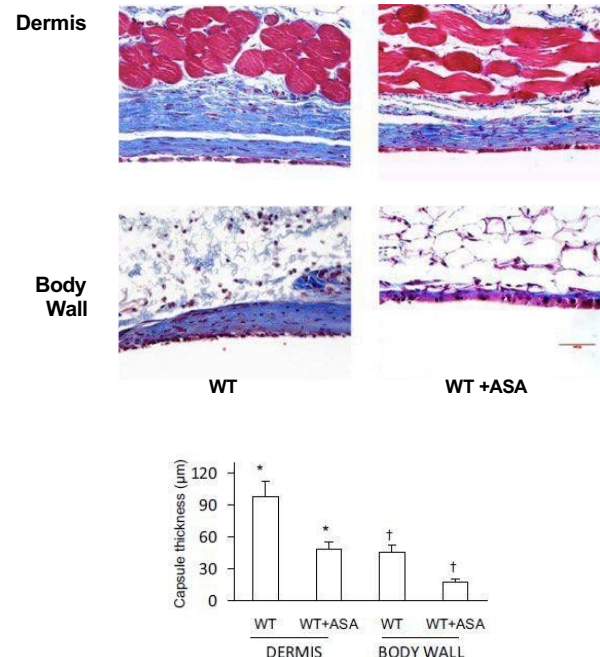 Dermis
Body
Wall
WT
WT +ASA
Capsule thickness (µm)
120
90
60
30
0
*
*
†
†
WT
WT+ASA
WT
WT+ASA
DERMIS
BODY WALL